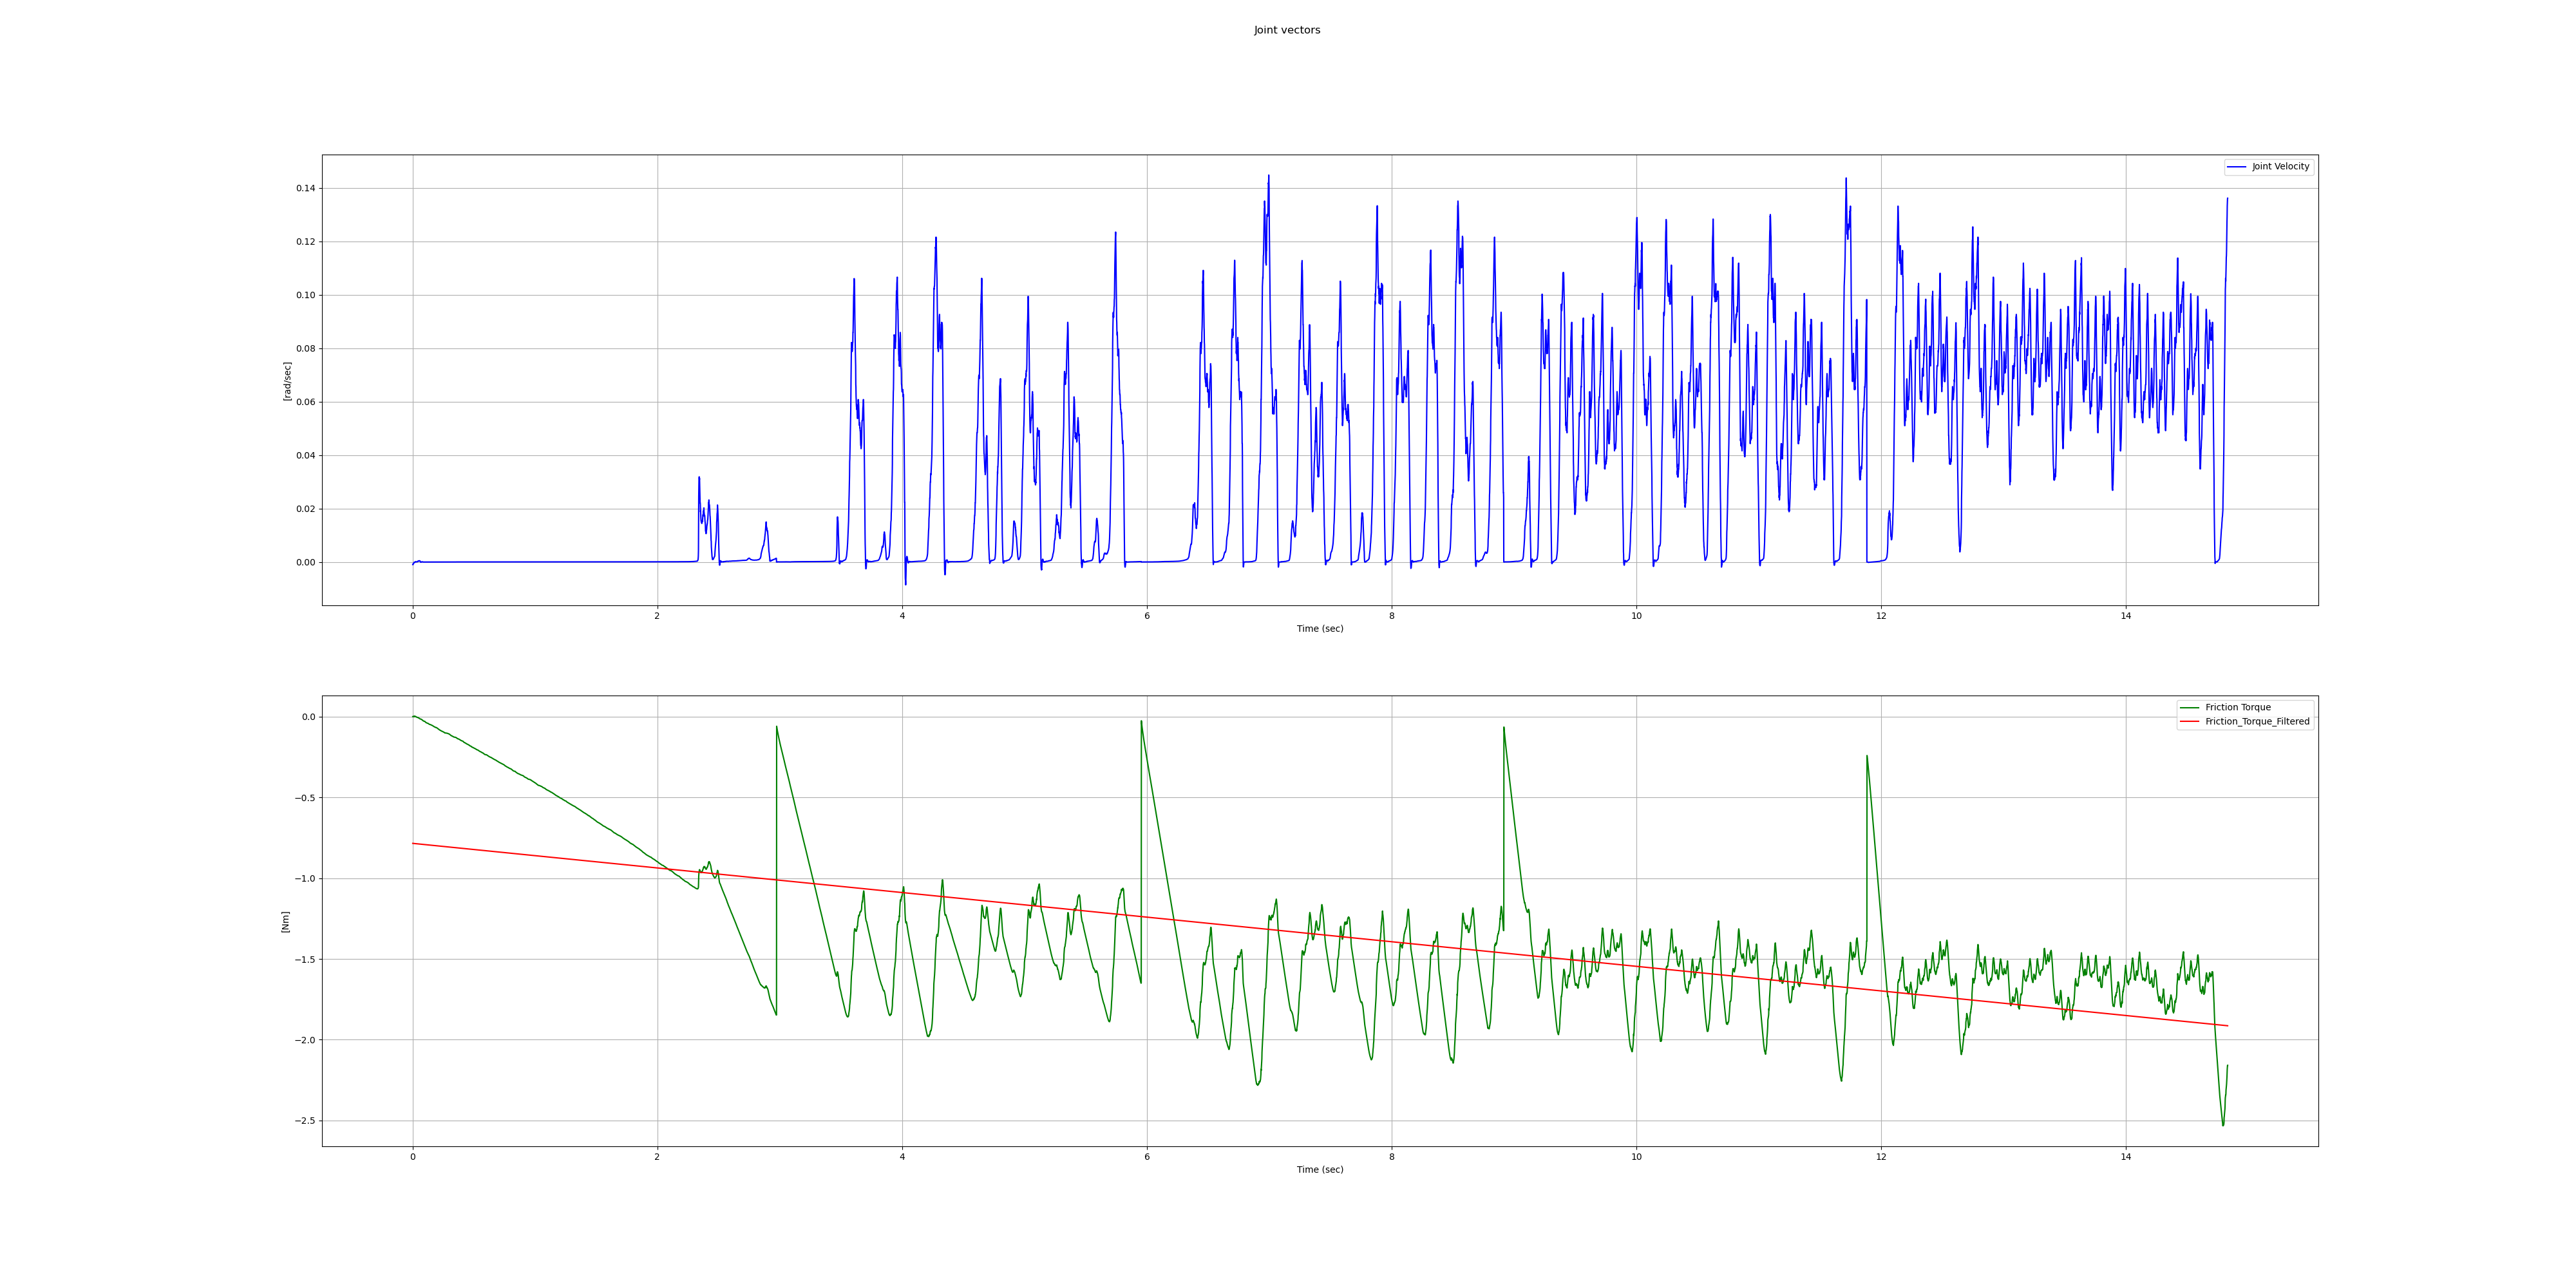 Joint vectors
Joint Velocity
0.14
0.12
0.10
0.08
0.06
0.04
0.02
0.00
[rad/sec]
0 2 4 6 8 10 12 14
Time (sec)
Friction Torque
Friction_Torque_Filtered
0.0
−0.5
−1.0
−1.5
−2.0
−2.5
[Nm]
0 2 4 6 8 10 12 14
Time (sec)